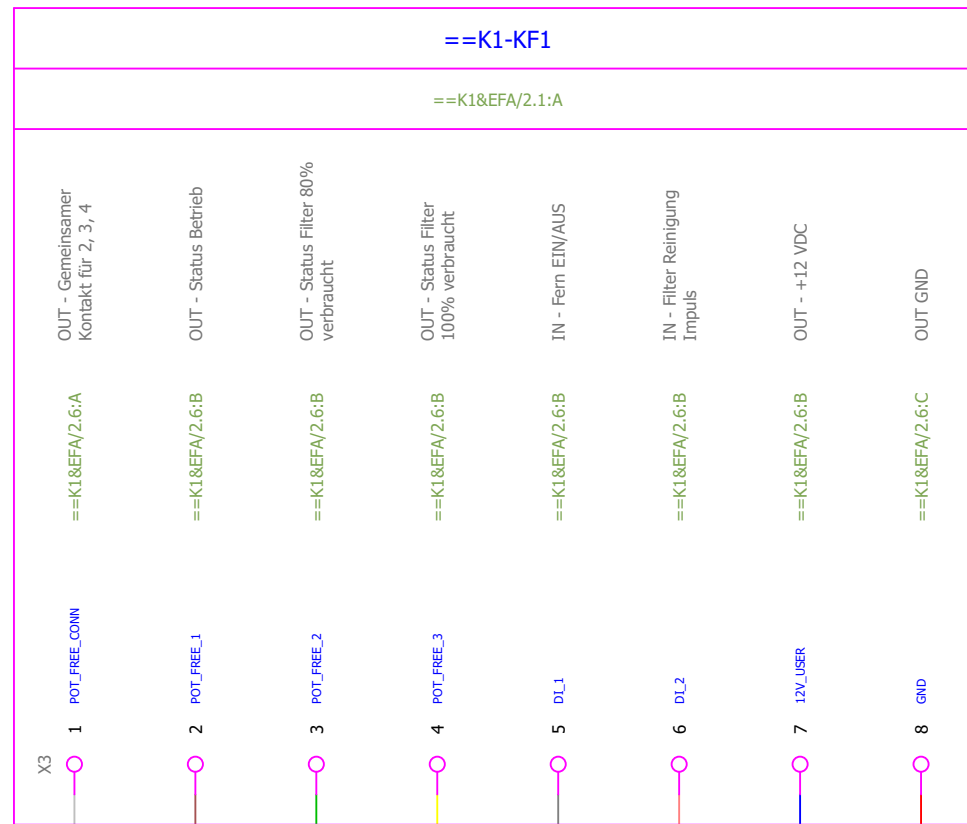 ==K1-KF1
==K1&EFA/2.1:A
OUT - Gemeinsamer
Kontakt für 2, 3, 4
OUT - Status Betrieb
OUT - Status Filter 80%
verbraucht
OUT - Status Filter
100% verbraucht
IN - Fern EIN/AUS
IN - Filter Reinigung
Impuls
OUT - +12 VDC
OUT GND
==K1&EFA/2.6:A
==K1&EFA/2.6:B
==K1&EFA/2.6:B
==K1&EFA/2.6:B
==K1&EFA/2.6:B
==K1&EFA/2.6:B
==K1&EFA/2.6:B
==K1&EFA/2.6:C
POT_FREE_CONN
POT_FREE_1
POT_FREE_2
POT_FREE_3
DI_1
DI_2
12V_USER
GND
1
2
3
4
5
6
7
8
X3